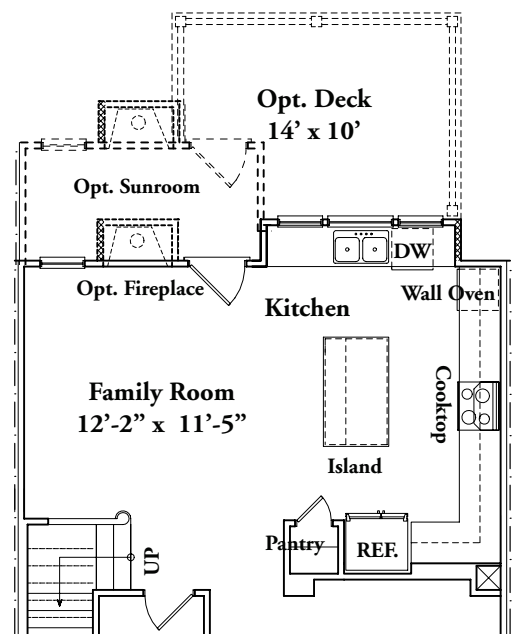 Opt. Deck
14’ x 10’
Opt. Sunroom
DW
Opt. Fireplace
Wall Oven
Kitchen
Family Room
12’-2” x 11’-5”
Cooktop
Island
Pantry
REF.
UP